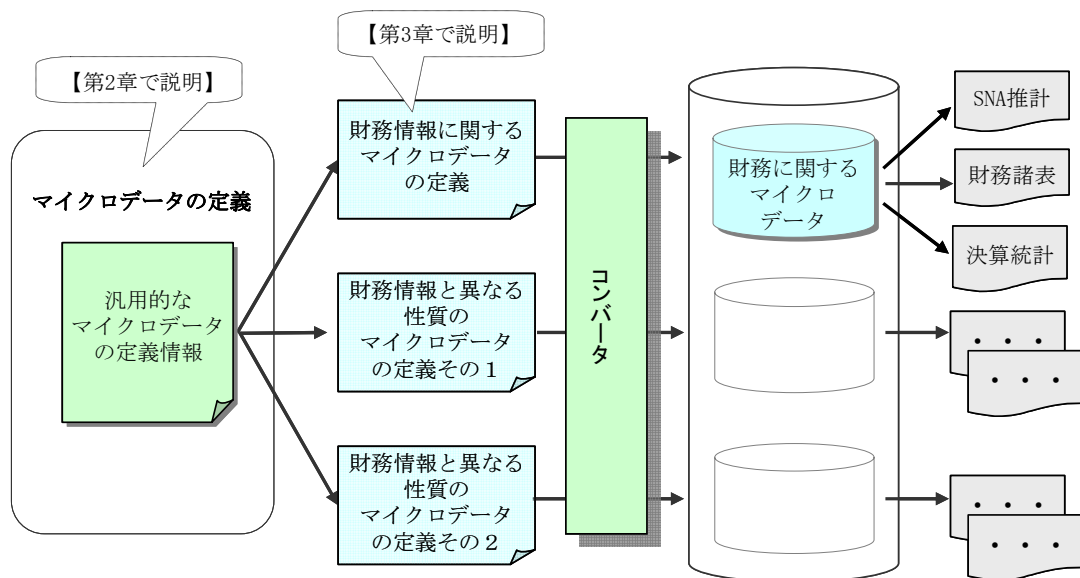 【第2章で説明】
マイクロデータの定義
汎用的な
マイクロデータ
の定義情報
【第3章で説明】
財務情報に関する
マイクロデータ
の定義
財務情報と異なる
性質の
マイクロデータ
の定義その1
財務情報と異なる
性質の
マイクロデータ
の定義その2
コンバータ
財務に関する
マイクロ
データ
SNA推計
財務諸表
決算統計
・・・
・・・
・・・
・・・